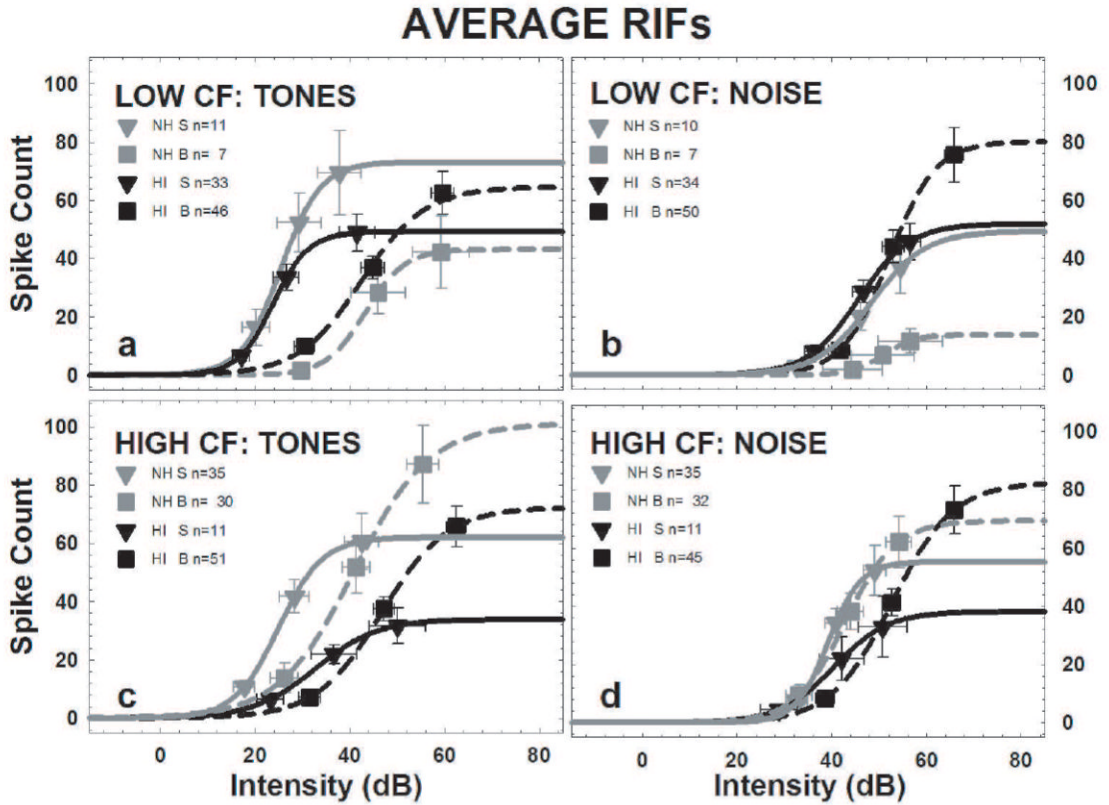 AVERAGE RIFs
LOW CF: TONES
NH S n=11
NH B n= 7
HI S n=33
HI B n=46
a
100
80
60
40
20
0
Spike Count
LOW CF: NOISE
NH S n=10
NH B n= 7
HI S n=34
HI B n=50
b
100
80
60
40
20
0
HIGH CF: TONES
NH S n=35
NH B n= 30
HI S n=11
HI B n=51
c
100
80
60
40
20
0
Spike Count
0 20 40 60 80
Intensity (dB)
HIGH CF: NOISE
NH S n=35
NH B n= 32
HI S n=11
HI B n=45
d
100
80
60
40
20
0
0 20 40 60 80
Intensity (dB)